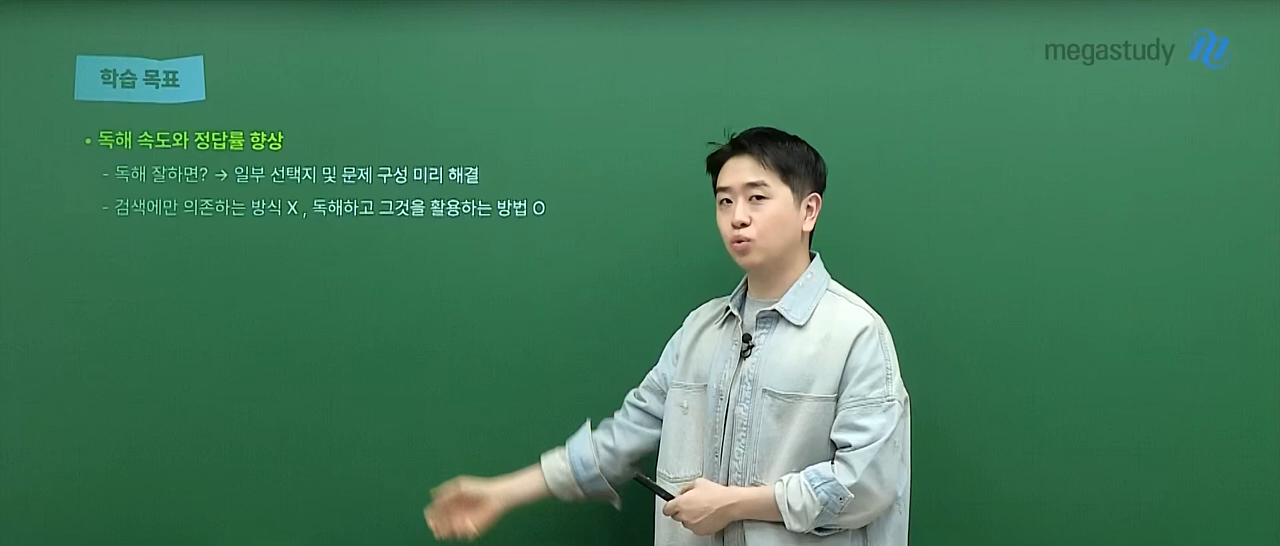 megastudy
학습 목표
• 독해 속도와 정답률 향상
- 독해 잘하면? → 일부 선택지 및 문제 구성 미리 해결
- 검색에만 의존하는 방식 X , 독해하고 그것을 활용하는 방법 O